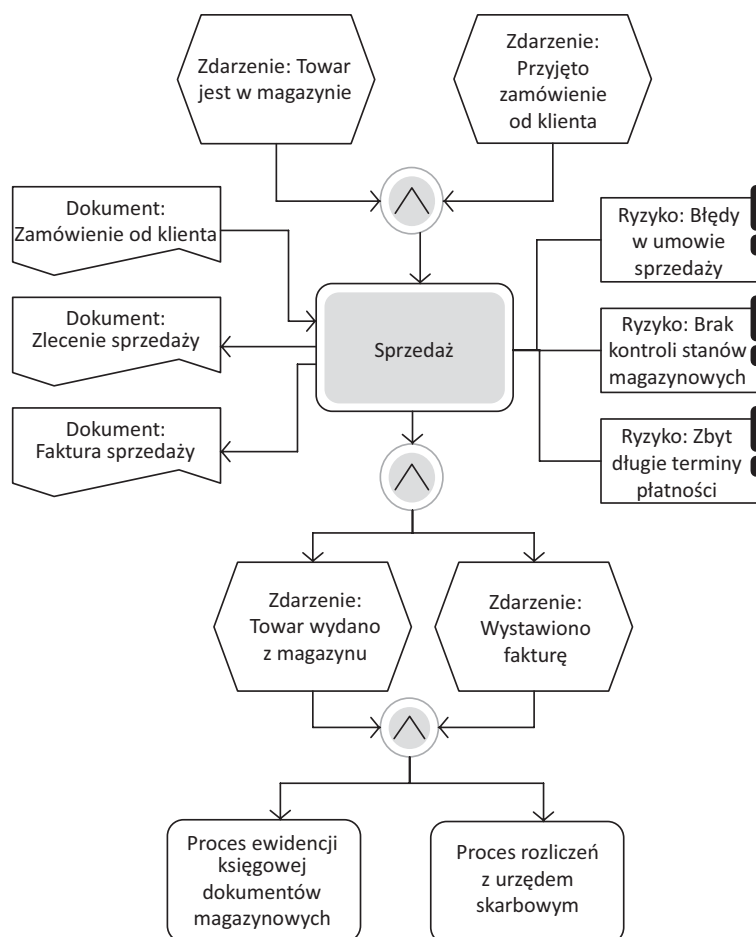 Zdarzenie: Towar
jest w magazynie
Zdarzenie:
Przyjęto
zamówienie
od klienta
Dokument:
Zamówienie od klienta
Ryzyko: Błędy
w umowie
sprzedaży
Dokument:
Zlecenie sprzedaży
Sprzedaż
Ryzyko: Brak
kontroli stanów
magazynowych
Dokument:
Faktura sprzedaży
Ryzyko: Zbyt
długie terminy
płatności
Zdarzenie:
Towar wydano
z magazynu
Zdarzenie:
Wystawiono
fakturę
Proces ewidencji
księgowej
dokumentów
magazynowych
Proces rozliczeń
z urzędem
skarbowym